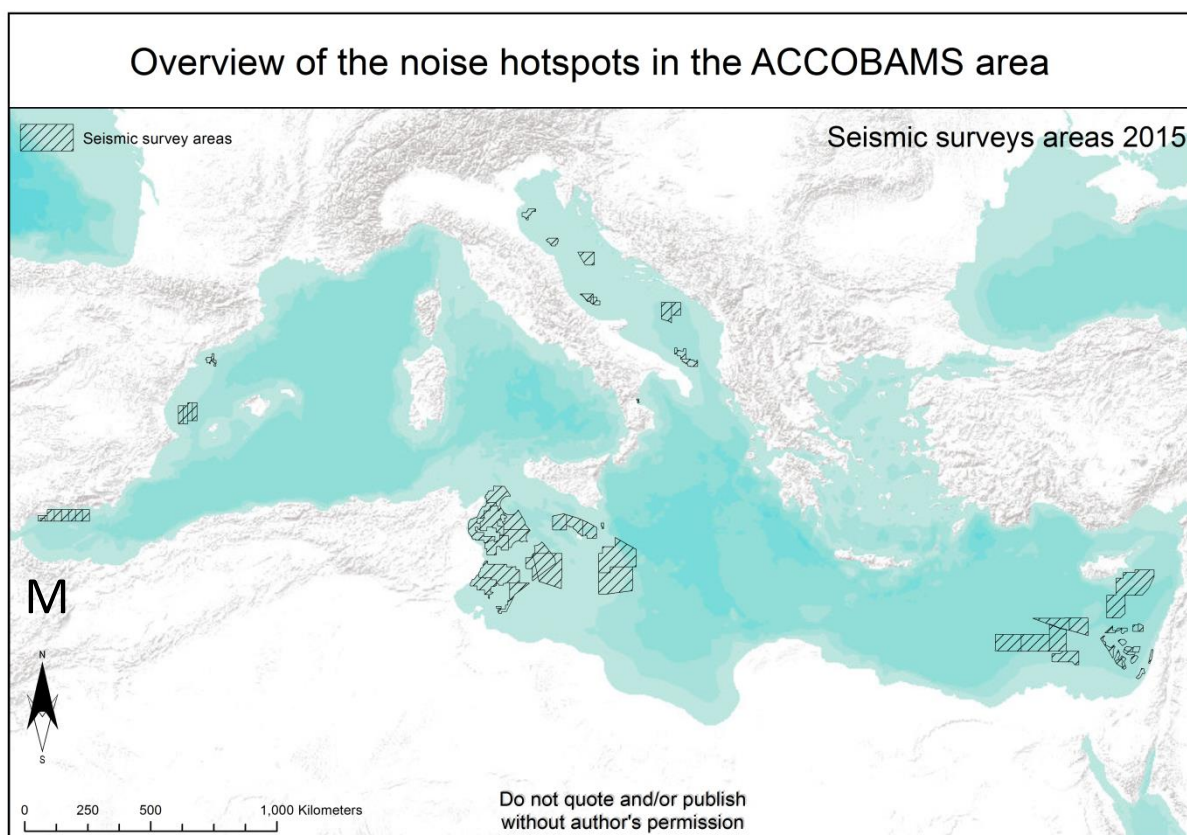 Overview of the noise hotspots in the ACCOBAMS area
Seismic survey areas
Seismic surveys areas 2015
M
N
S
0 250 500 1,000 Kilometers
Do not quote and/or publish
without author's permission